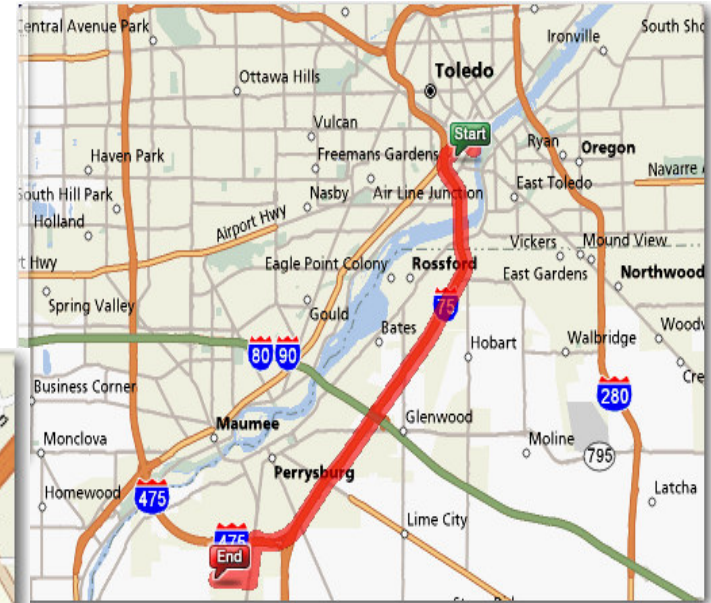 Central Avenue Park
Ironville
South Sho
Toledo
Ottawa Hills
Start
Vulcan
Ryan
Oregon
Haven Park
Freemans Gardens
Navarre A
South Hill Park
Nasby
Air Line Junction
East Toledo
Holland
Airport Hwy
t Hwy
Vickers
Mound View
Eagle Point Colony
Rossford
East Gardens
Northwood
Spring Valley
Gould
75
Bates
Hobart
Walbridge
Woodv
80
90
Cre
Business Corner
280
Maumee
Glenwood
Monclova
Moline
795
Perrysburg
Homewood
475
Latcha
Lime City
475
End